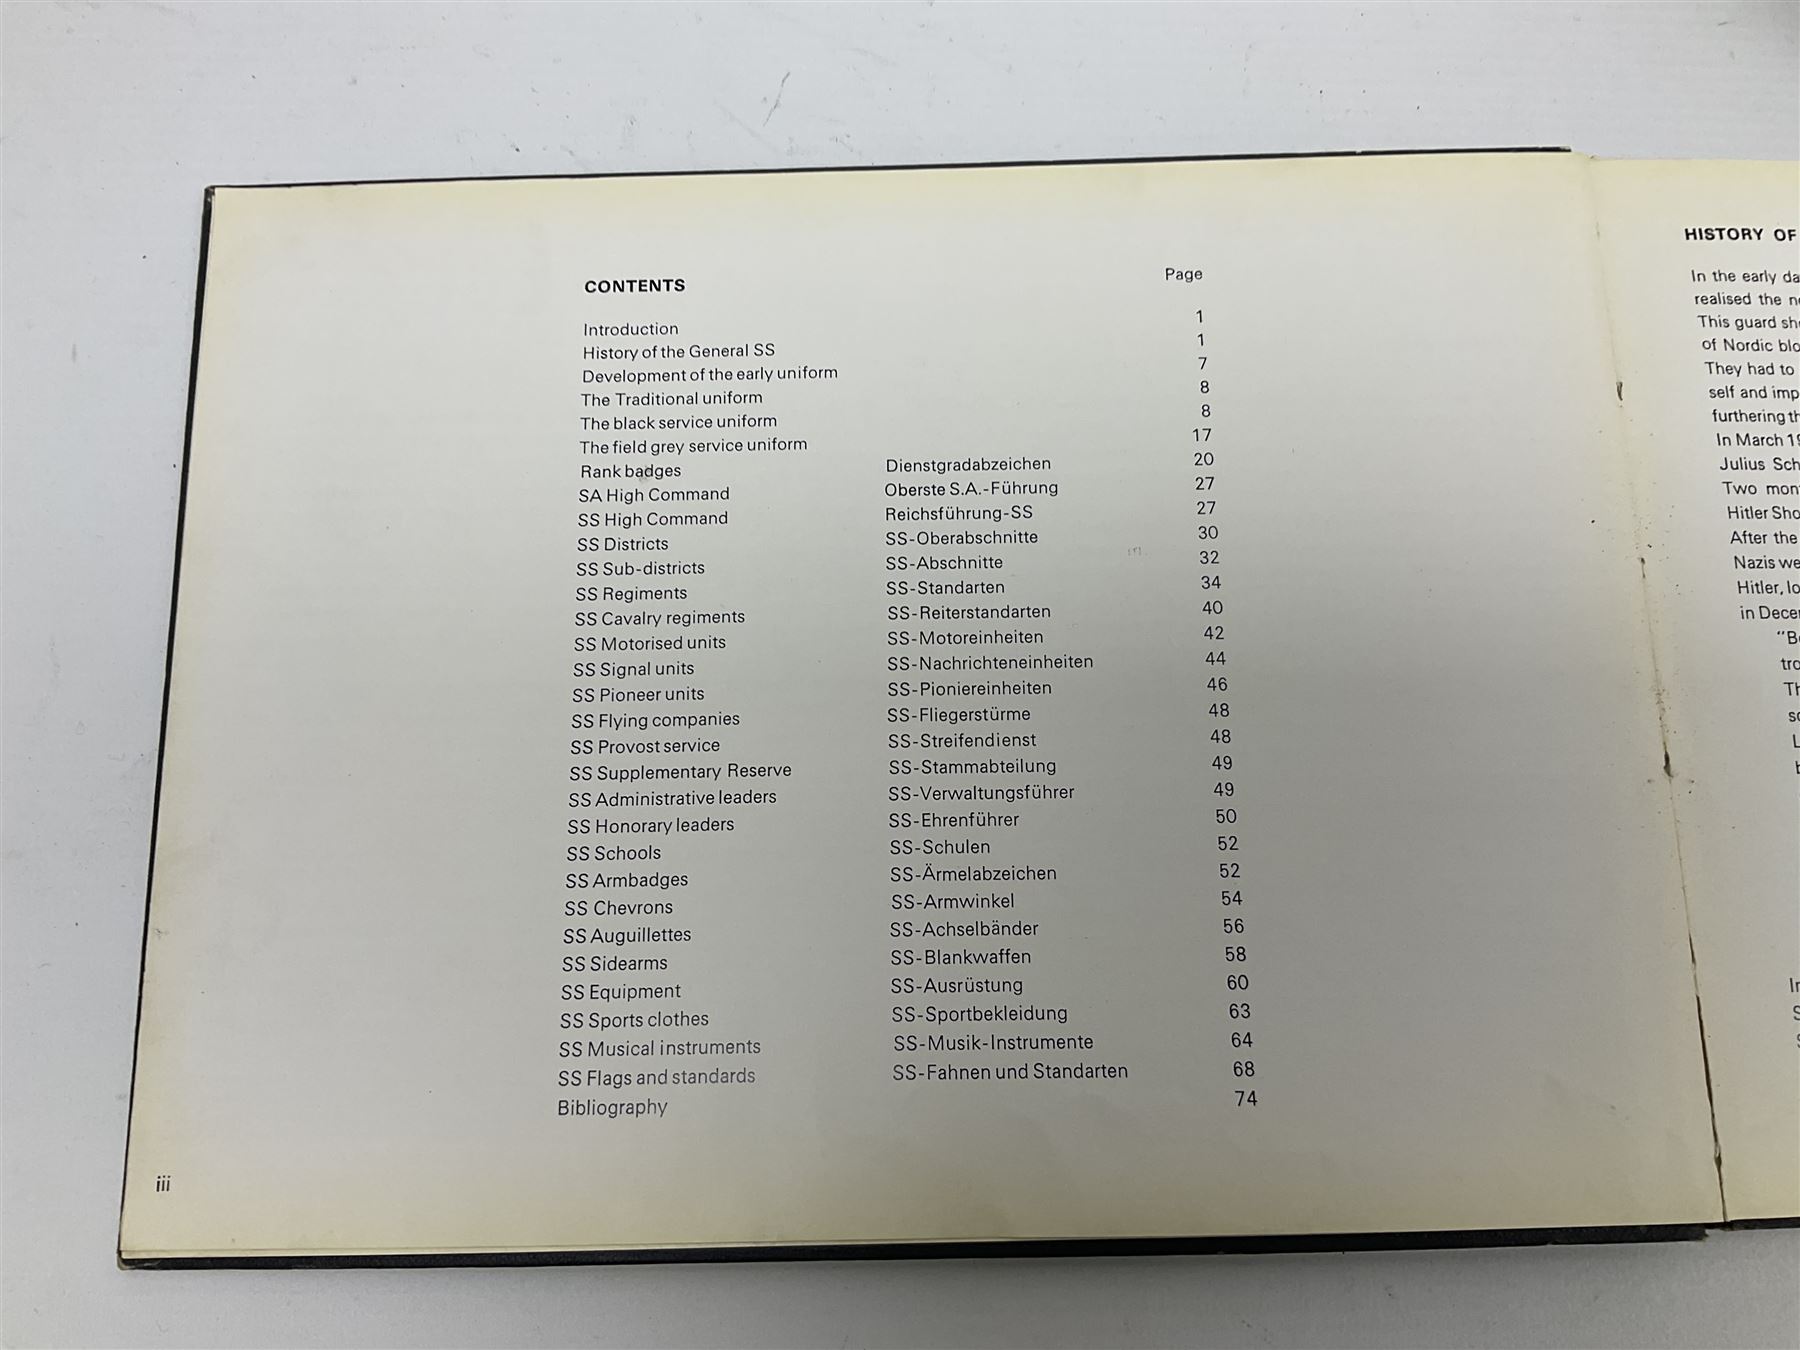 CONTENTS Page
Introduction 1
History of the General SS 1
Development of the early uniform 7
The Traditional uniform 8
The black service uniform 8
The field grey service uniform 17
Rank badges Dienstgradabzeichen 20
SA High Command Oberste S.A.-Führung 27
SS High Command Reichsführung-SS 27
SS Districts SS-Oberabschnitte 30
SS Sub-districts SS-Abschnitte 32
SS Regiments SS-Standarten 34
SS Cavalry regiments SS-Reiterstandarten 40
SS Motorised units SS-Motoreinheiten 42
SS Signal units SS-Nachrichteneinheiten 44
SS Pioneer units SS-Pioniereinheiten 46
SS Flying companies SS-Fliegerstürme 48
SS Provost service SS-Streifendienst 48
SS Supplementary Reserve SS-Stammabteilung 49
SS Administrative leaders SS-Verwaltungsführer 49
SS Honorary leaders SS-Ehrenführer 50
SS Schools SS-Schulen 52
SS Armbadges SS-Ärmelabzeichen 52
SS Chevrons SS-Armwinkel 54
SS Auguillettes SS-Achselbänder 56
SS Sidearms SS-Blankwaffen 58
SS Equipment SS-Ausrüstung 60
SS Sports clothes SS-Sportbekleidung 63
SS Musical instruments SS-Musik-Instrumente 64
SS Flags and standards SS-Fahnen und Standarten 68
Bibliography 74
iii
HISTORY OF
In the early da
realised the
This guard
of Nordic
They had to
self and
furthering
In March
Julius
Two
Hitler
After the
Nazis
Hitler,
in